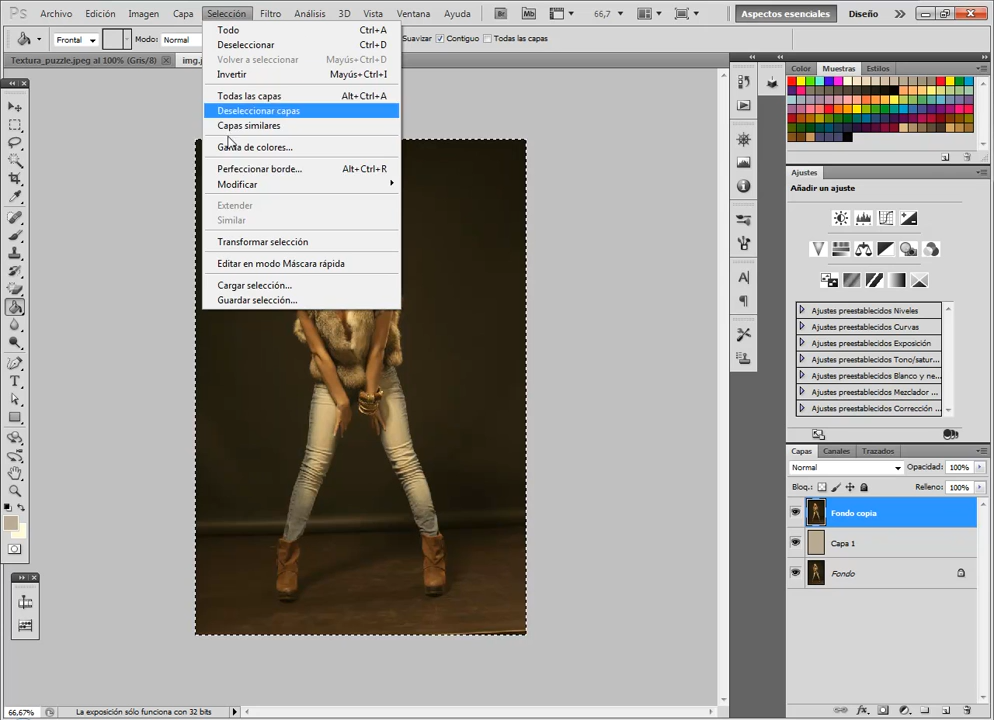 Ps Archivo Edición Imagen Capa Selección Filtro Análisis 3D Vista Ventana Ayuda Br Mb 66,7 Aspectos esenciales Diseño
Frontal Modo: Normal Suavizar Contiguo Todas las capas
Textura_puzzle.jpeg al 100% (Gris/8) img.j
Todo Ctrl+A
Deseleccionar Ctrl+D
Volver a seleccionar Mayús+Ctrl+D
Invertir Mayús+Ctrl+I
Todas las capas Alt+Ctrl+A
Deseleccionar capas
Capas similares
Gama de colores...
Perfeccionar borde... Alt+Ctrl+R
Modificar
Extender
Similar
Transformar selección
Editar en modo Máscara rápida
Cargar selección...
Guardar selección...
Color Muestras Estilos
Ajustes
Añadir un ajuste
Ajustes preestablecidos Niveles
Ajustes preestablecidos Curvas
Ajustes preestablecidos Exposición
Ajustes preestablecidos Tono/satur...
Ajustes preestablecidos Blanco y ne...
Ajustes preestablecidos Mezclador ...
Ajustes preestablecidos Corrección ...
Capas Canales Trazados
Normal Opacidad: 100%
Bloq.: Relleno: 100%
Fondo copia
Capa 1
Fondo
66,67% La exposición sólo funciona con 32 bits